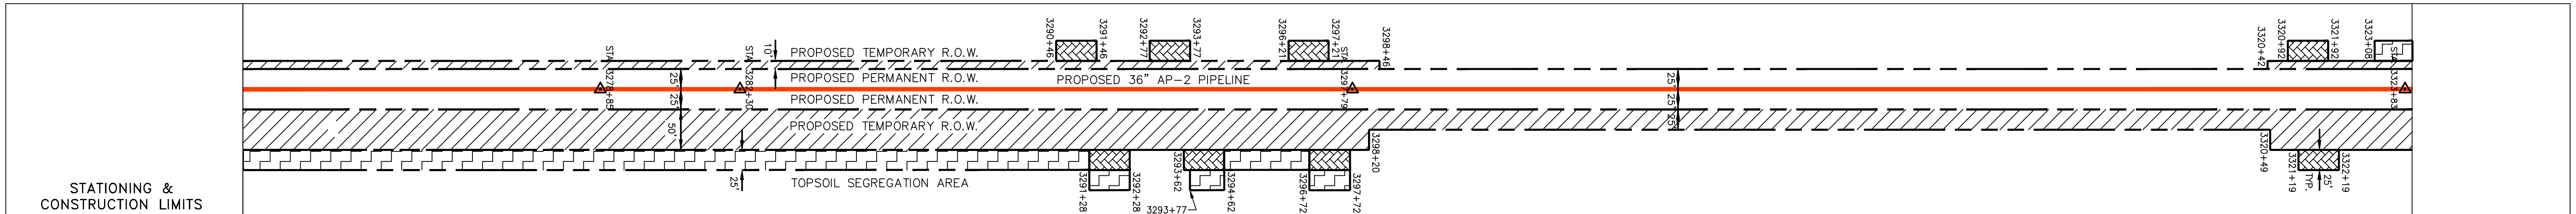 STATIONING &
CONSTRUCTION LIMITS
STA. 3278+85
STA. 3282+30
10'
PROPOSED TEMPORARY R.O.W.
PROPOSED PERMANENT R.O.W.
PROPOSED 36" AP-2 PIPELINE
PROPOSED PERMANENT R.O.W.
PROPOSED TEMPORARY R.O.W.
TOPSOIL SEGREGATION AREA
25'
25'
50'
25'
3290+46
3291+46
3292+77
3293+77
3296+21
3297+21
STA. 3297+79
3298+46
3291+28
3292+28
3293+62
3293+77
3294+62
3296+72
3297+72
3298+20
25'
25'
25'
3320+42
3320+92
3321+92
3323+08
STA. 3323+83
3320+49
3321+19
3322+19
25'
TYP.